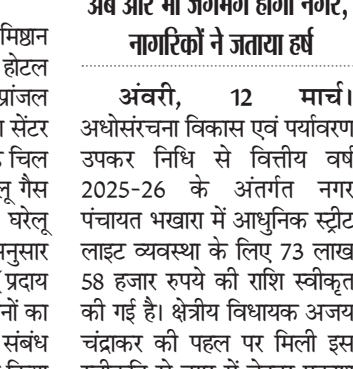 अब और भी जगमग होगा नगर,
नागरिकों ने जताया हर्ष
मिष्ठान
होटल
प्रांजल
सेंटर
चिल
गैस
घरेलू
प्रदाय
का
संबंध
अंवरी, 12 मार्च।
अधोसंरचना विकास एवं पर्यावरण
उपकर निधि से वित्तीय वर्ष
2025-26 के अंतर्गत नगर
पंचायत भखारा में आधुनिक स्ट्रीट
लाइट व्यवस्था के लिए 73 लाख
58 हजार रुपये की राशि स्वीकृत
की गई है। क्षेत्रीय विधायक अजय
चंद्राकर की पहल पर मिली इस